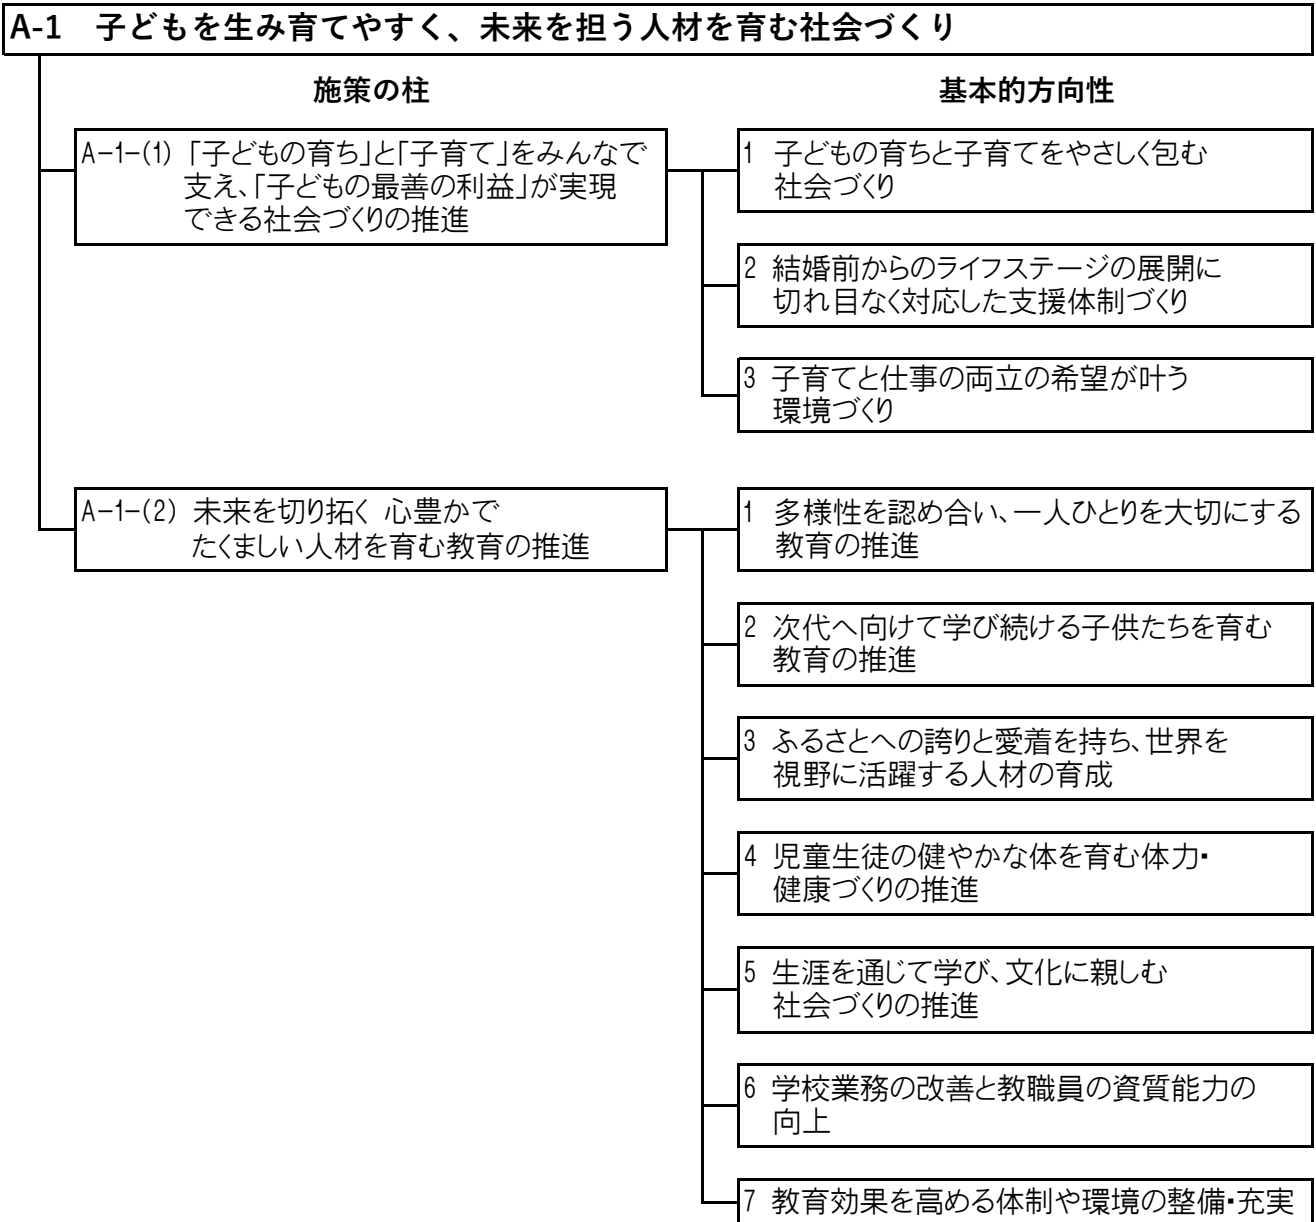 A-1 子どもを生み育てやすく、未来を担う人材を育む社会づくり
施策の柱
基本的方向性
A-1-(1) 「子どもの育ち」と「子育て」をみんなで
支え、「子どもの最善の利益」が実現
できる社会づくりの推進
1 子どもの育ちと子育てをやさしく包む
社会づくり
2 結婚前からのライフステージの展開に
切れ目なく対応した支援体制づくり
3 子育てと仕事の両立の希望が叶う
環境づくり
A-1-(2) 未来を切り拓く 心豊かで
たくましい人材を育む教育の推進
1 多様性を認め合い、一人ひとりを大切にする
教育の推進
2 次代へ向けて学び続ける子供たちを育む
教育の推進
3 ふるさとへの誇りと愛着を持ち、世界を
視野に活躍する人材の育成
4 児童生徒の健やかな体を育む体力・
健康づくりの推進
5 生涯を通じて学び、文化に親しむ
社会づくりの推進
6 学校業務の改善と教職員の資質能力の
向上
7 教育効果を高める体制や環境の整備・充実